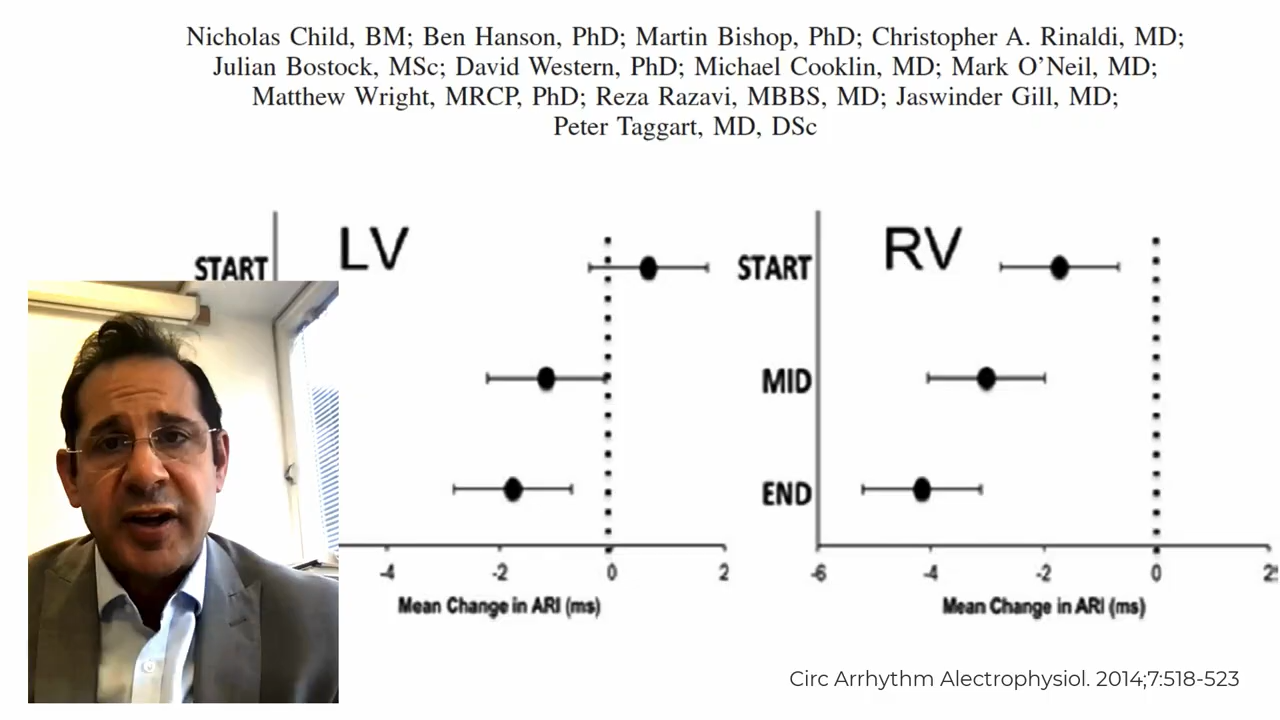 Nicholas Child, BM; Ben Hanson, PhD; Martin Bishop, PhD; Christopher A. Rinaldi, MD;
Julian Bostock, MSc; David Western, PhD; Michael Cooklin, MD; Mark O’Neil, MD;
Matthew Wright, MRCP, PhD; Reza Razavi, MBBS, MD; Jaswinder Gill, MD;
Peter Taggart, MD, DSc
LV
START
-4 -2 0 2
Mean Change in ARI (ms)
RV
START
MID
END
-6 -4 -2 0 2
Mean Change in ARI (ms)
Circ Arrhythm Alectrophysiol. 2014;7:518-523